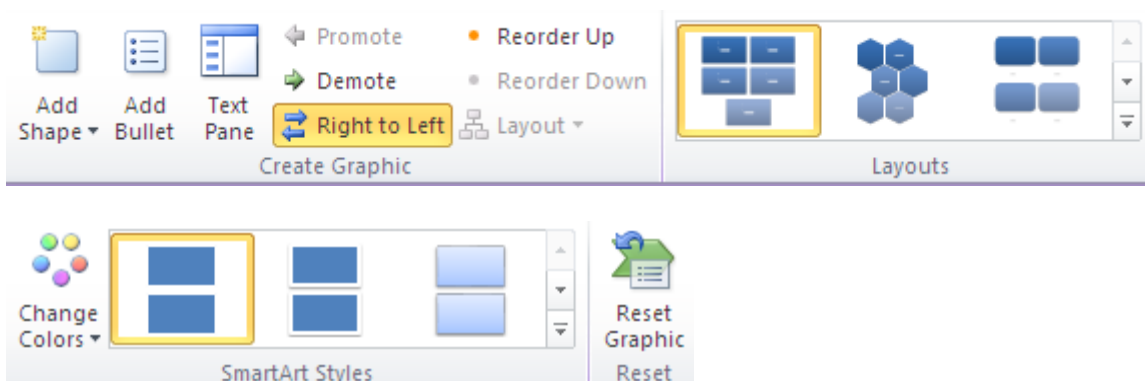 Add Shape
Add Bullet
Text Pane
Promote
Demote
Right to Left
Reorder Up
Reorder Down
Layout
Create Graphic
Layouts
Change Colors
SmartArt Styles
Reset Graphic
Reset